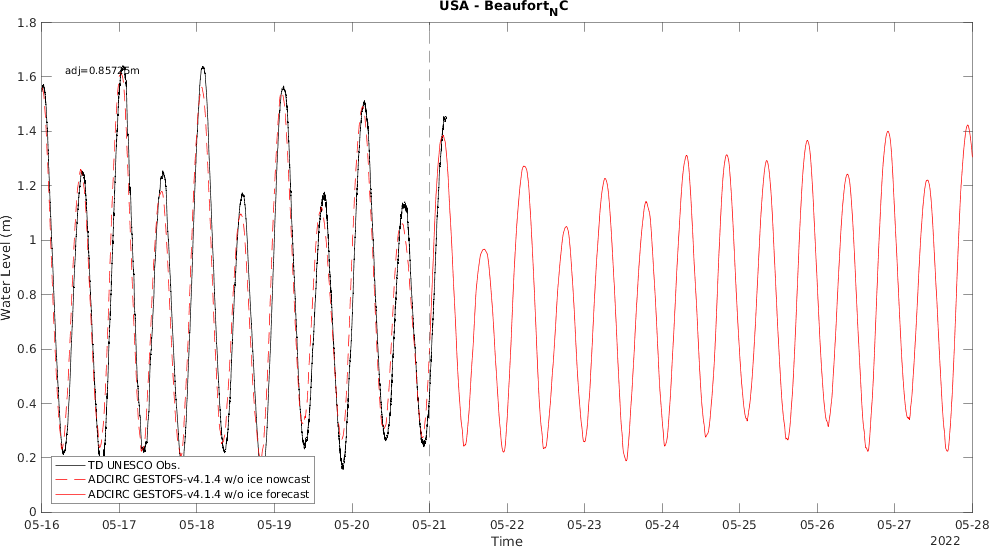 USA - Beaufort_NC
adj=0.85725m
Water Level (m)
1.8
1.6
1.4
1.2
1
0.8
0.6
0.4
0.2
0
TD UNESCO Obs.
ADCIRC GESTOFS-v4.1.4 w/o ice nowcast
ADCIRC GESTOFS-v4.1.4 w/o ice forecast
05-16 05-17 05-18 05-19 05-20 05-21 05-22 05-23 05-24 05-25 05-26 05-27 05-28
Time
2022